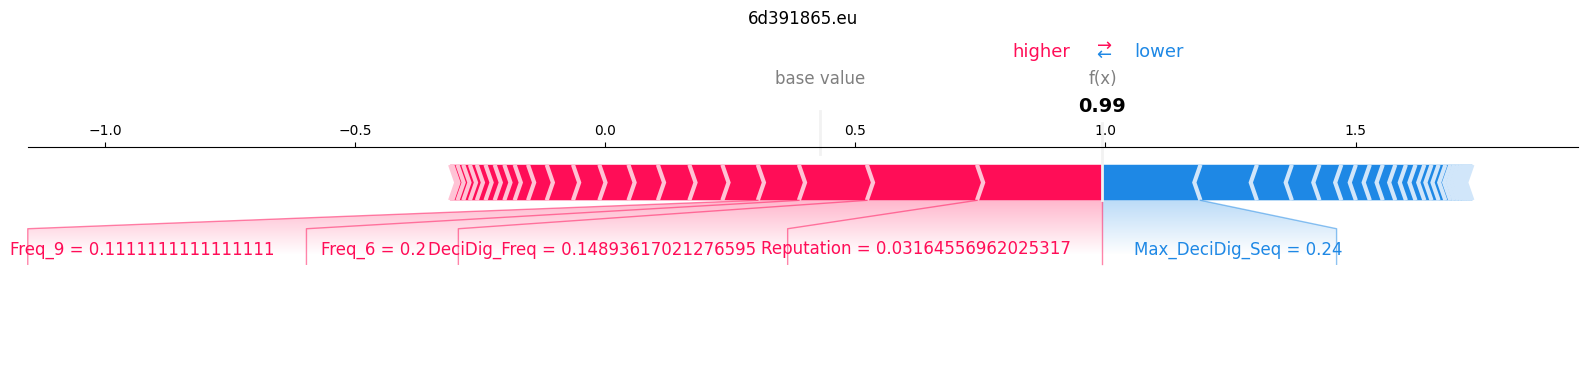 6d391865.eu
higher → ← lower
base value f(x)
0.99
−1.0 −0.5 0.0 0.5 1.0 1.5
Freq_9 = 0.1111111111111111 Freq_6 = 0.2 DeciDig_Freq = 0.14893617021276595 Reputation = 0.03164556962025317 Max_DeciDig_Seq = 0.24